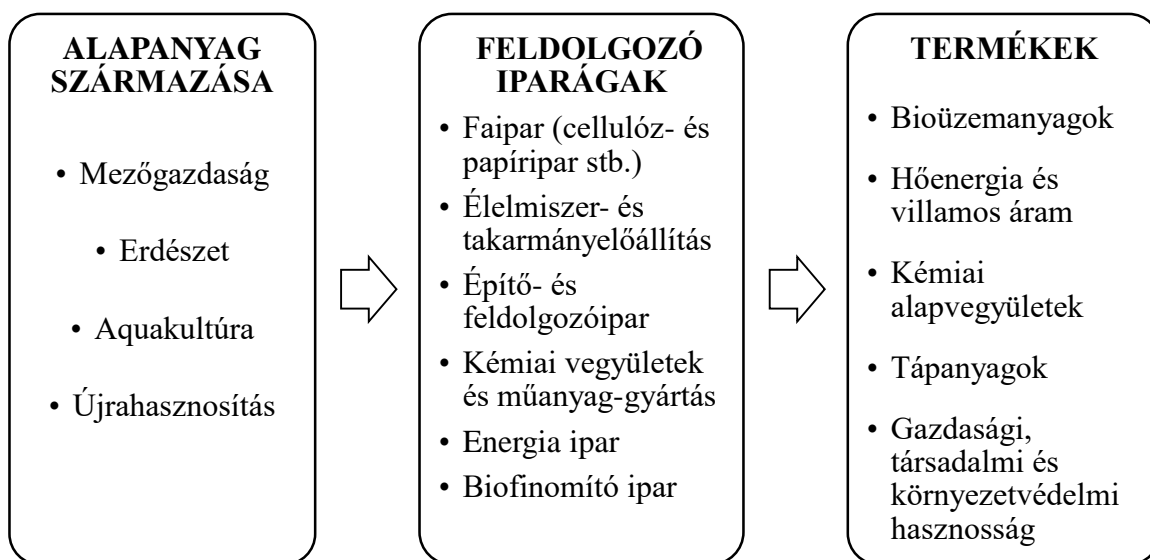 ALAPANYAG
SZÁRMAZÁSA
• Mezőgazdaság
• Erdészet
• Aquakultúra
• Újrahasznosítás
FELDOLGOZÓ
IPARÁGAK
• Faipar (cellulóz- és
papíripar stb.)
• Élelmiszer- és
takarmányelőállítás
• Építő- és
feldolgozóipar
• Kémiai vegyületek
és műanyag-gyártás
• Energia ipar
• Biofinomító ipar
TERMÉKEK
• Bioüzemanyagok
• Hőenergia és
villamos áram
• Kémiai
alapvegyületek
• Tápanyagok
• Gazdasági,
társadalmi és
környezetvédelmi
hasznosság